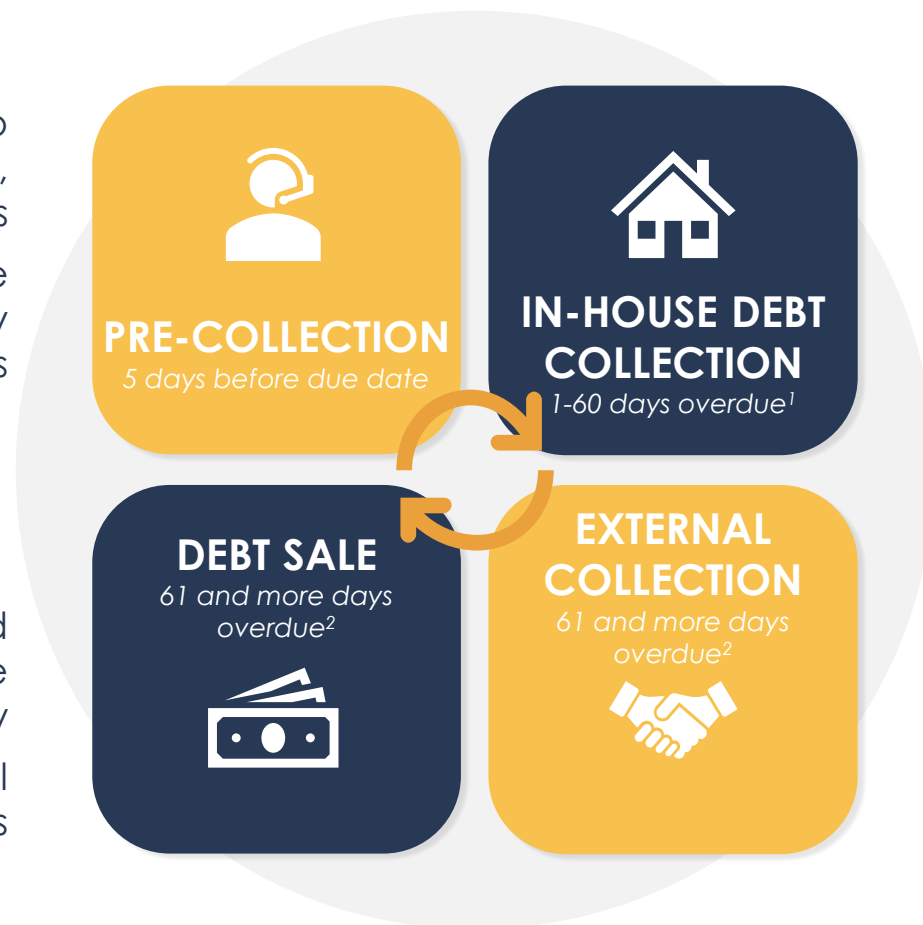 PRE-COLLECTION
5 days before due date
IN-HOUSE DEBT
COLLECTION
1-60 days overdue¹
DEBT SALE
61 and more days
overdue²
EXTERNAL
COLLECTION
61 and more days
overdue²